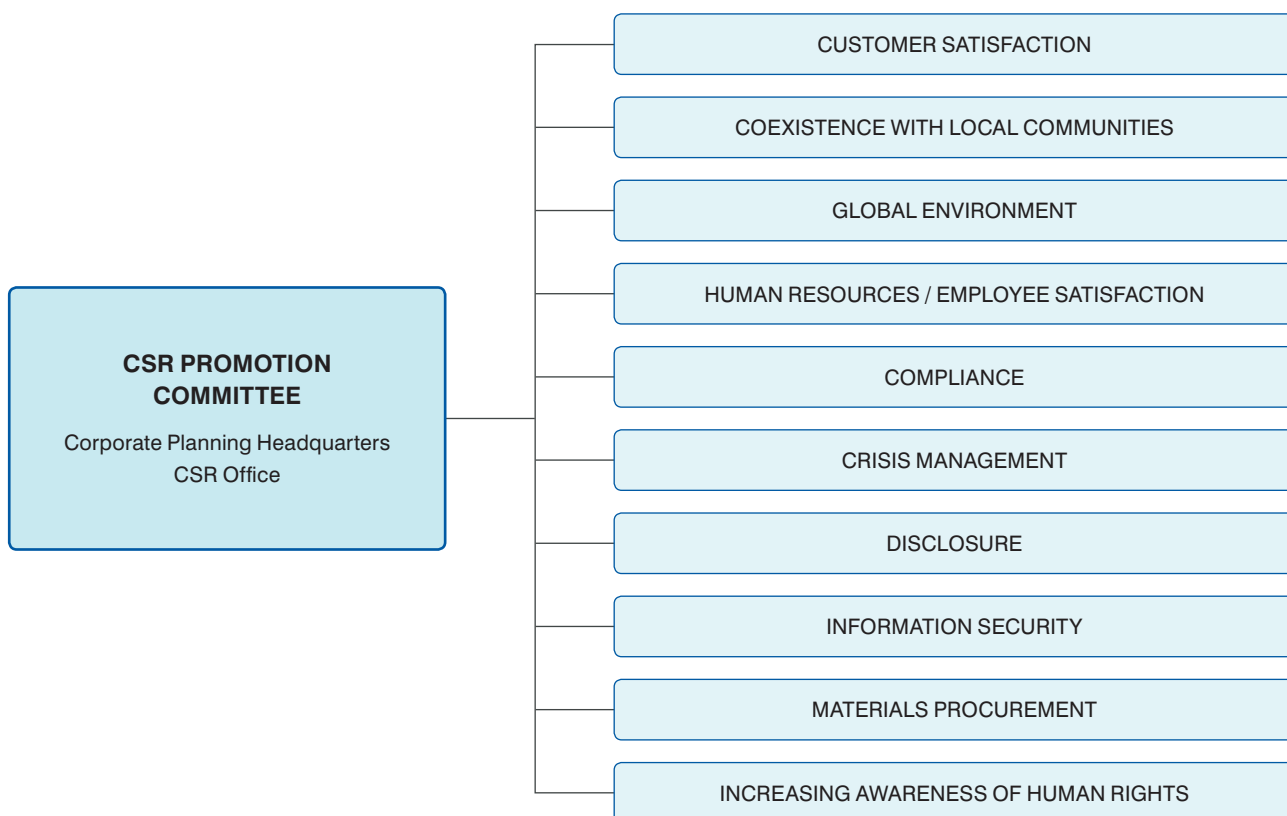 CUSTOMER SATISFACTION
COEXISTENCE WITH LOCAL COMMUNITIES
GLOBAL ENVIRONMENT
HUMAN RESOURCES / EMPLOYEE SATISFACTION
CSR PROMOTION
COMMITTEE
Corporate Planning Headquarters
CSR Office
COMPLIANCE
CRISIS MANAGEMENT
DISCLOSURE
INFORMATION SECURITY
MATERIALS PROCUREMENT
INCREASING AWARENESS OF HUMAN RIGHTS